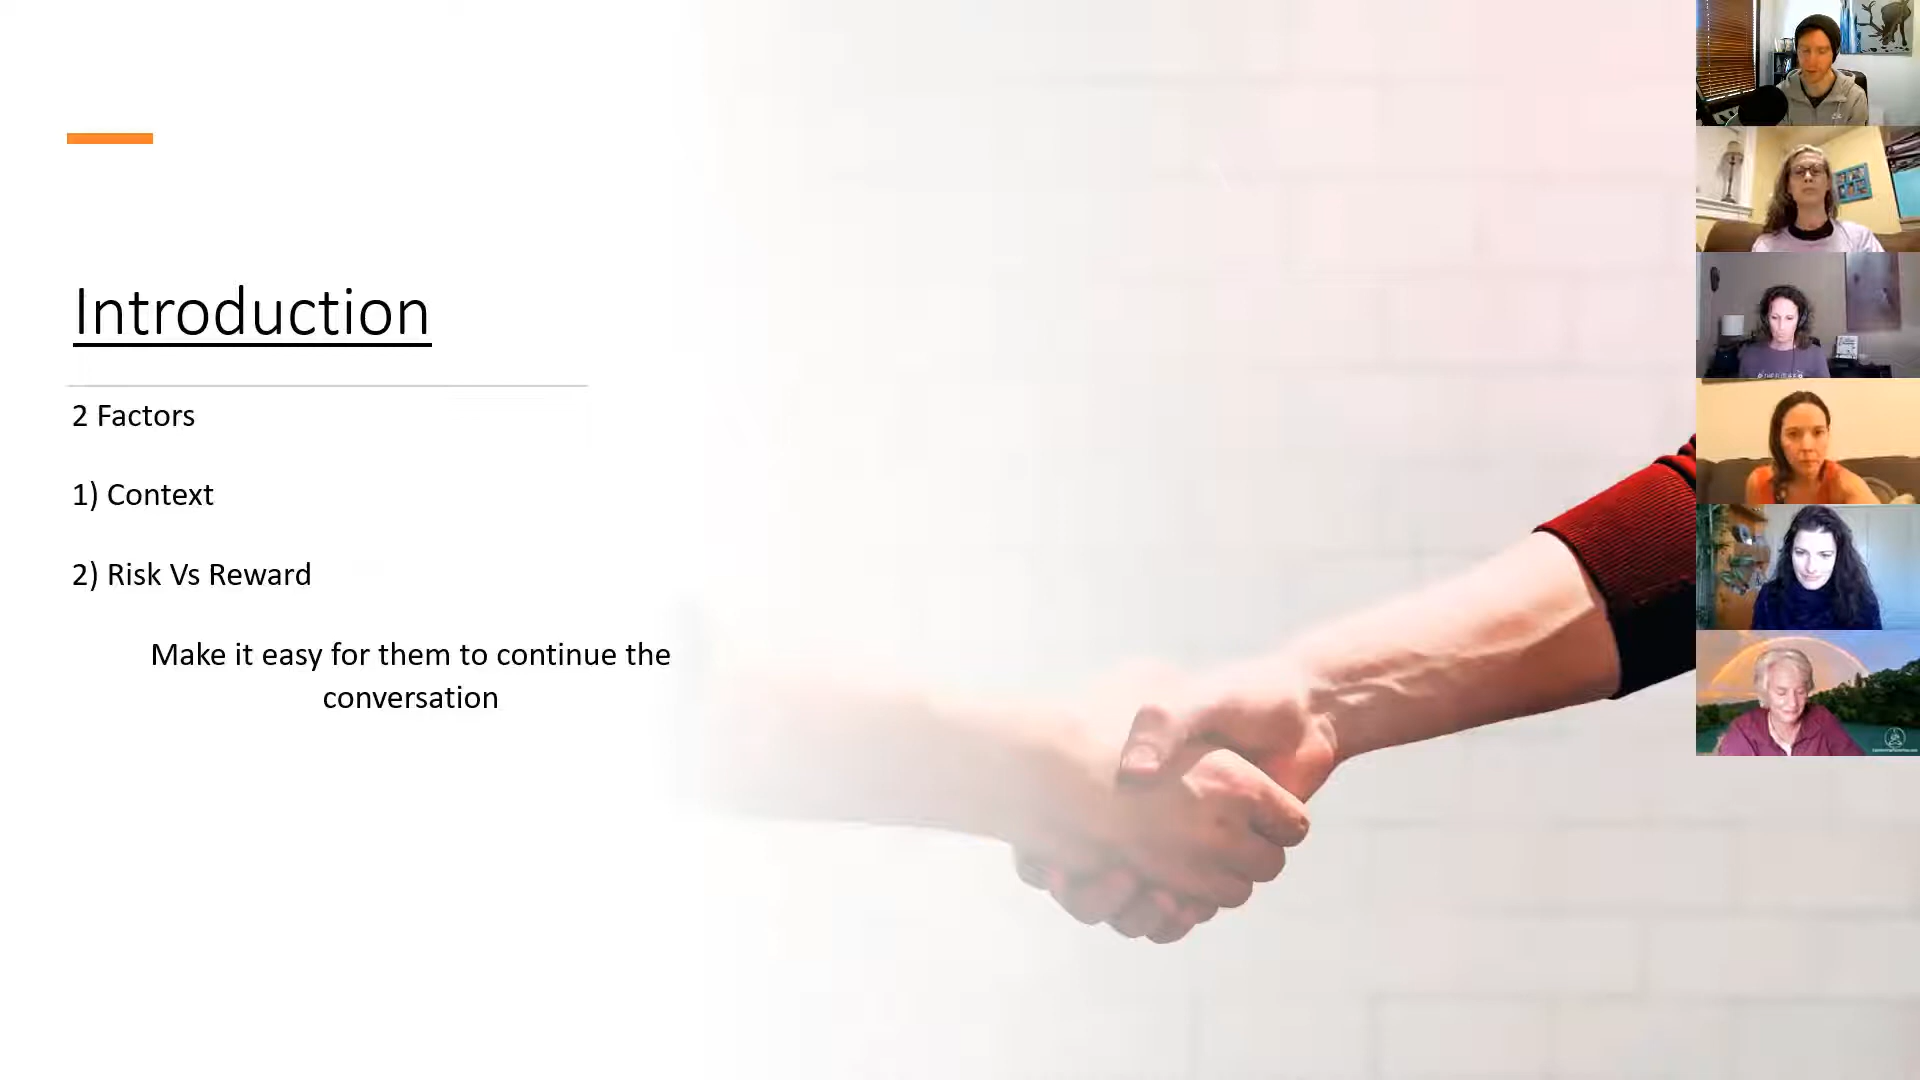 Introduction
2 Factors
1) Context
2) Risk Vs Reward
Make it easy for them to continue the
conversation